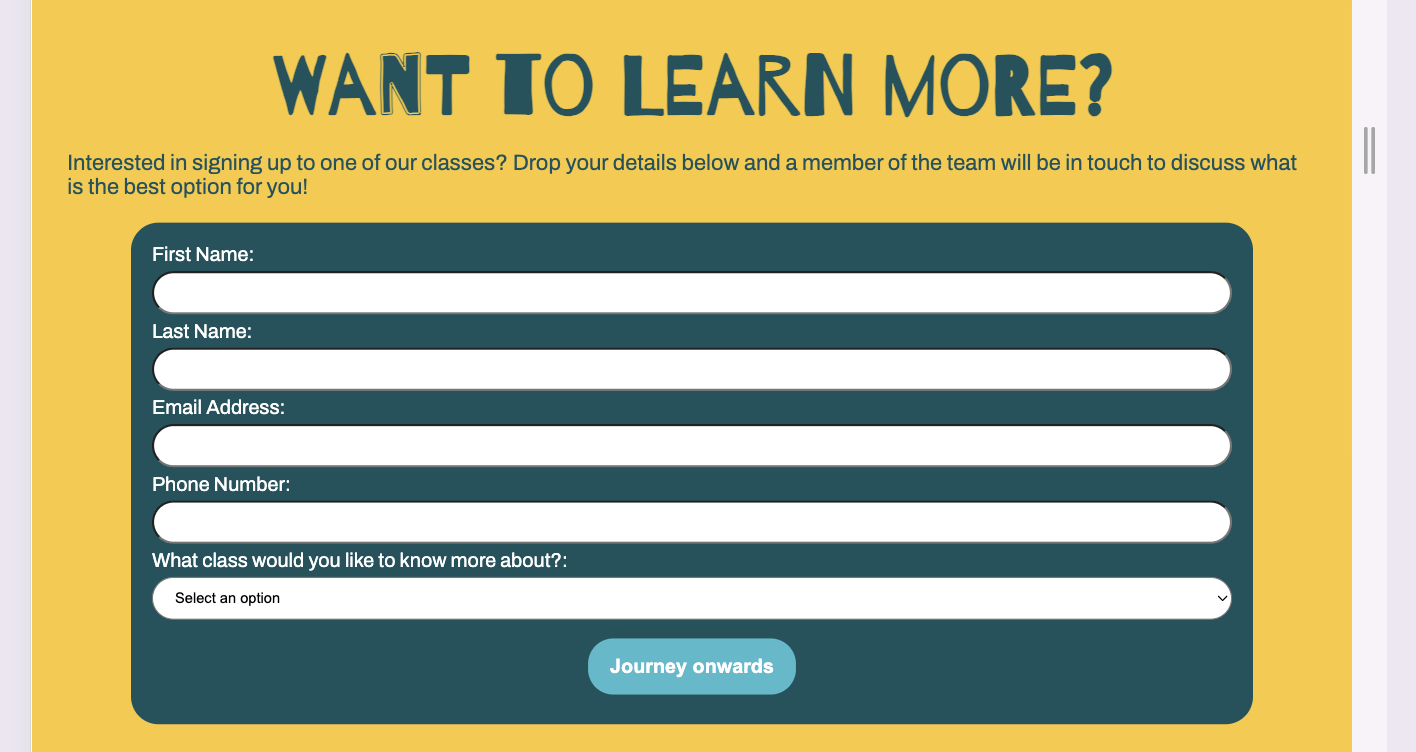 WANT TO LEARN MORE?
Interested in signing up to one of our classes? Drop your details below and a member of the team will be in touch to discuss what
is the best option for you!
First Name:
Last Name:
Email Address:
Phone Number:
What class would you like to know more about?:
Select an option
Journey onwards